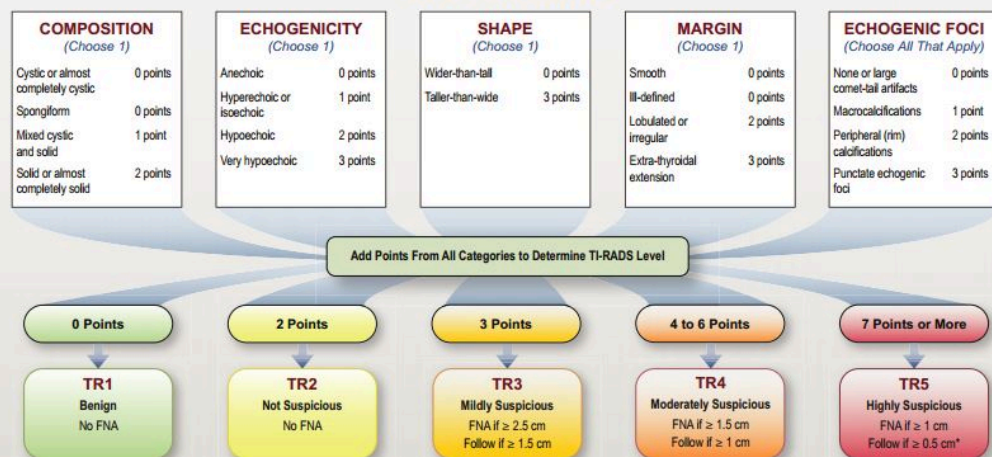 COMPOSITION
(Choose 1)
Cystic or almost
completely cystic
0 points
Spongiform
0 points
Mixed cystic
and solid
1 point
Solid or almost
completely solid
2 points
ECHOGENICITY
(Choose 1)
Anechoic
0 points
Hyperechoic or
isoechoic
1 point
Hypoechoic
2 points
Very hypoechoic
3 points
SHAPE
(Choose 1)
Wider-than-tall
0 points
Taller-than-wide
3 points
MARGIN
(Choose 1)
Smooth
0 points
Ill-defined
0 points
Lobulated or
irregular
2 points
Extra-thyroidal
extension
3 points
ECHOGENIC FOCI
(Choose All That Apply)
None or large
comet-tail artifacts
0 points
Macrocalcifications
1 point
Peripheral (rim)
calcifications
2 points
Punctate echogenic
foci
3 points
Add Points From All Categories to Determine TI-RADS Level
0 Points
2 Points
3 Points
4 to 6 Points
7 Points or More
TR1
Benign
No FNA
TR2
Not Suspicious
No FNA
TR3
Mildly Suspicious
FNA if ≥ 2.5 cm
Follow if ≥ 1.5 cm
TR4
Moderately Suspicious
FNA if ≥ 1.5 cm
Follow if ≥ 1 cm
TR5
Highly Suspicious
FNA if ≥ 1 cm
Follow if ≥ 0.5 cm*